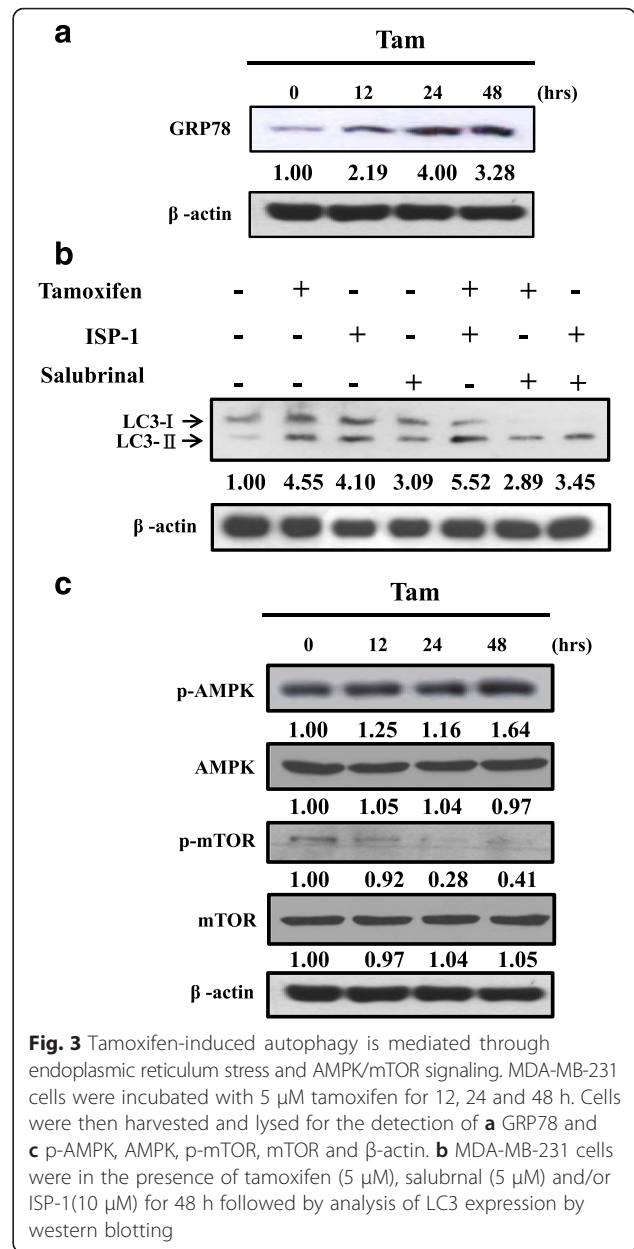 a
Tam
0 12 24 48 (hrs)
GRP78
1.00 2.19 4.00 3.28
β -actin
b
Tamoxifen - + - - + + -
ISP-1 - - + - + - +
Salubrinal - - - + - + +
LC3-I →
LC3-Ⅱ →
1.00 4.55 4.10 3.09 5.52 2.89 3.45
β -actin
c
Tam
0 12 24 48 (hrs)
p-AMPK
1.00 1.25 1.16 1.64
AMPK
1.00 1.05 1.04 0.97
p-mTOR
1.00 0.92 0.28 0.41
mTOR
1.00 0.97 1.04 1.05
β -actin
Fig. 3 Tamoxifen-induced autophagy is mediated through
endoplasmic reticulum stress and AMPK/mTOR signaling. MDA-MB-231
cells were incubated with 5 μM tamoxifen for 12, 24 and 48 h. Cells
were then harvested and lysed for the detection of a GRP78 and
c p-AMPK, AMPK, p-mTOR, mTOR and β-actin. b MDA-MB-231 cells
were in the presence of tamoxifen (5 μM), salubrnal (5 μM) and/or
ISP-1(10 μM) for 48 h followed by analysis of LC3 expression by
western blotting